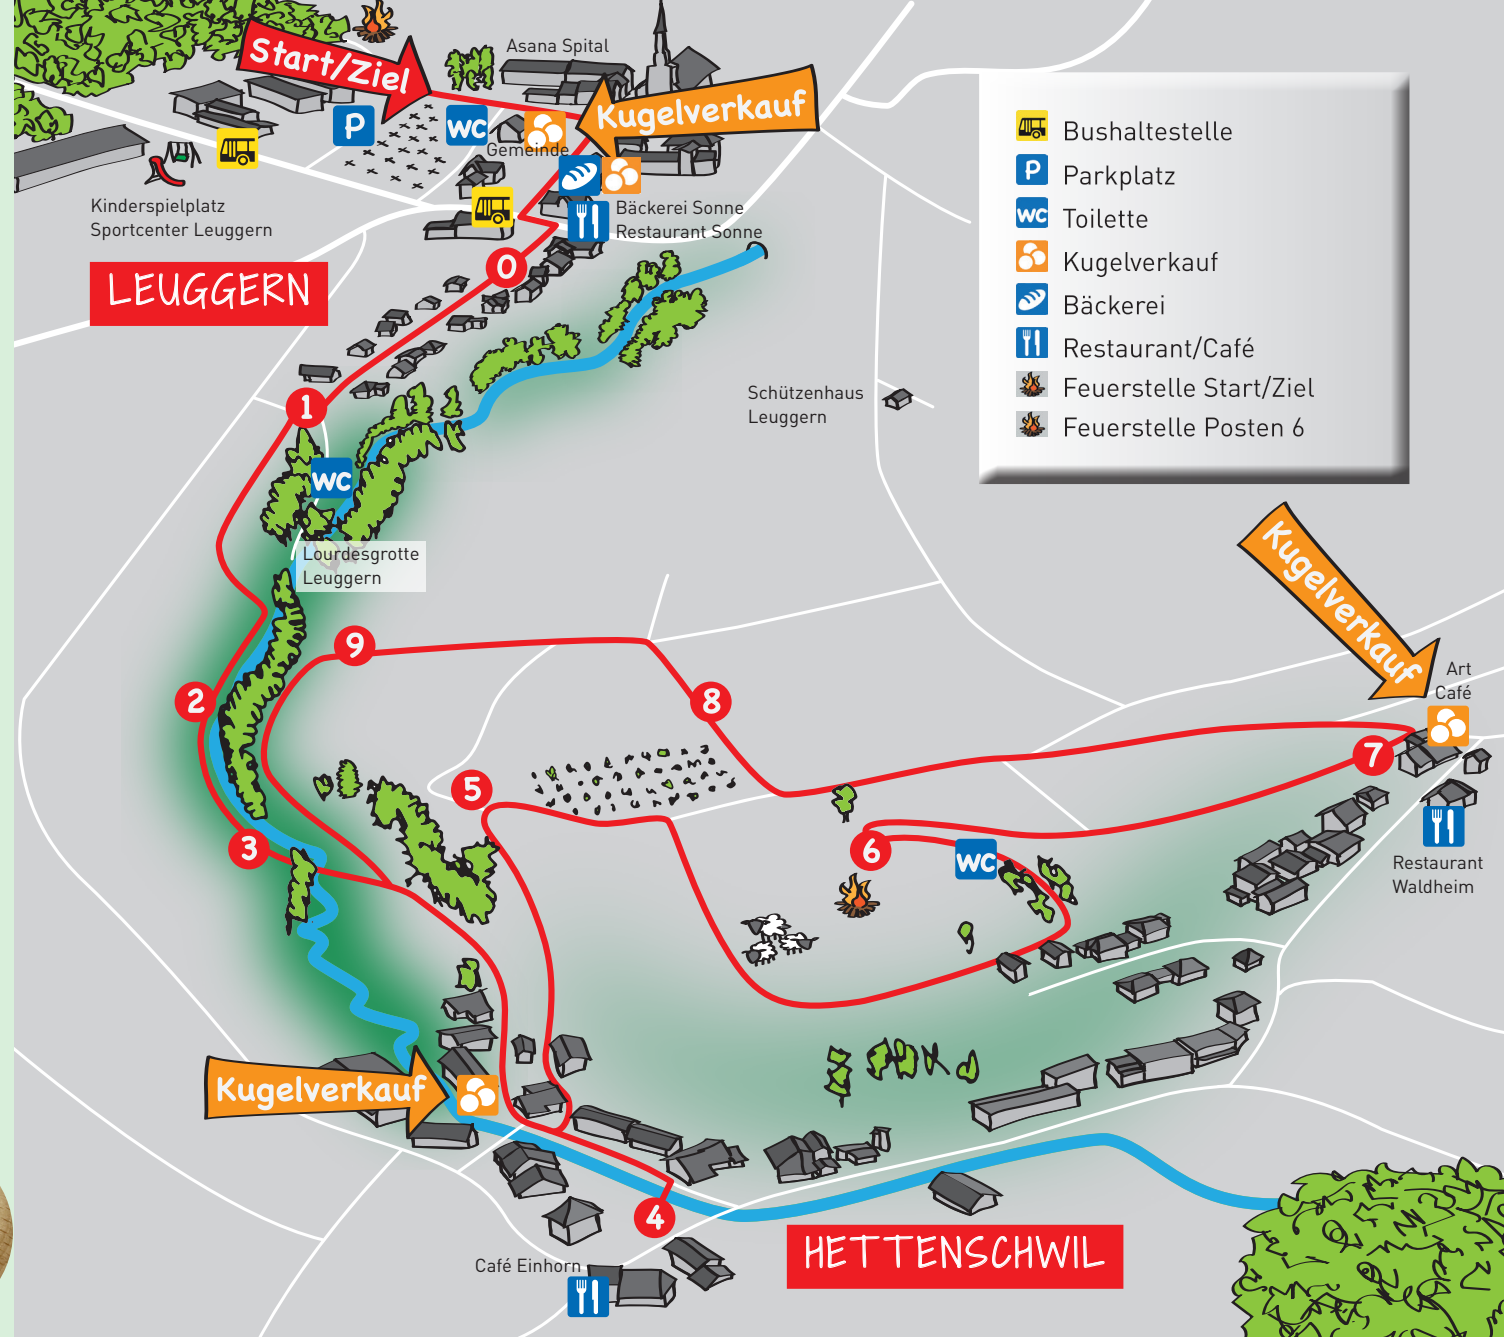 Start/Ziel
Asana Spital
Kugelverkauf
P
WC
Gemeinde
Kinderspielplatz
Sportcenter Leuggern
Bäckerei Sonne
Restaurant Sonne
LEUGGERN
0
1
WC
Lourdesgrotte
Leuggern
Schützenhaus
Leuggern
Bushaltestelle
P Parkplatz
WC Toilette
Kugelverkauf
Bäckerei
Restaurant/Café
Feuerstelle Start/Ziel
Feuerstelle Posten 6
Kugelverkauf
Art
Café
9
2
8
7
5
3
6
WC
Restaurant
Waldheim
Kugelverkauf
4
HETTENSCHWIL
Café Einhorn